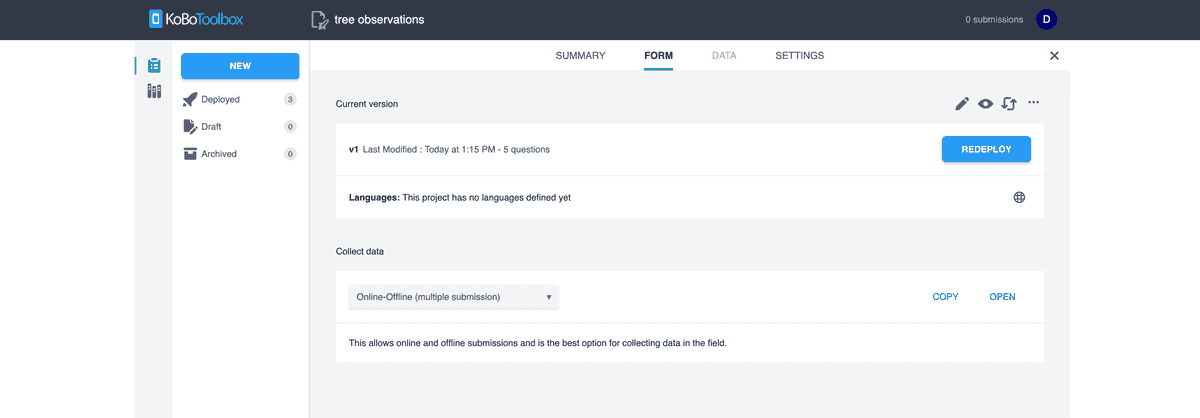 KoBoToolbox
tree observations
0 submissions
D
NEW
Deployed 3
Draft 0
Archived 0
SUMMARY FORM DATA SETTINGS
Current version
v1 Last Modified : Today at 1:15 PM - 5 questions
REDEPLOY
Languages: This project has no languages defined yet
Collect data
Online-Offline (multiple submission)
COPY OPEN
This allows online and offline submissions and is the best option for collecting data in the field.